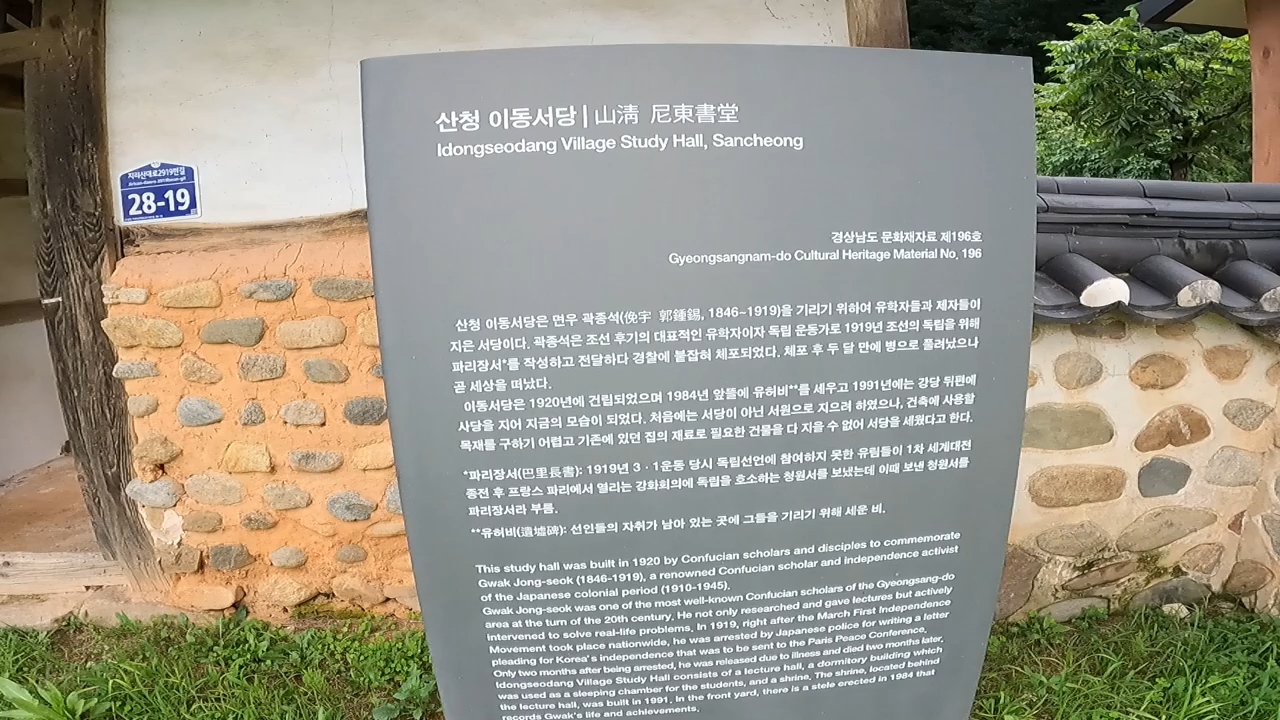 산청 이동서당 | 山淸 尼東書堂
Idongseodang Village Study Hall, Sancheong
지리산대로2919번길
Jirisan-daero 2919beon-gil
28-19
경상남도 문화재자료 제196호
Gyeongsangnam-do Cultural Heritage Material No. 196
산청 이동서당은 면우 곽종석(俛宇 郭鍾錫, 1846-1919)을 기리기 위하여 유학자들과 제자들이
지은 서당이다. 곽종석은 조선 후기의 대표적인 유학자이자 독립 운동가로 1919년 조선의 독립을 위해
파리장서*를 작성하고 전달하다 경찰에 붙잡혀 체포되었다. 체포 후 두 달 만에 병으로 풀려났으나
곧 세상을 떠났다.
이동서당은 1920년에 건립되었으며 1984년 앞뜰에 유허비**를 세우고 1991년에는 강당 뒤편에
사당을 지어 지금의 모습이 되었다. 처음에는 서당이 아닌 서원으로 지으려 하였으나, 건축에 사용할
목재를 구하기 어렵고 기존에 있던 집의 재료로 필요한 건물을 다 지을 수 없어 서당을 세웠다고 한다.
*파리장서(巴里長書): 1919년 3·1운동 당시 독립선언에 참여하지 못한 유림들이 1차 세계대전
종전 후 프랑스 파리에서 열리는 강화회의에 독립을 호소하는 청원서를 보냈는데 이때 보낸 청원서를
파리장서라 부름.
**유허비(遺墟碑): 선인들의 자취가 남아 있는 곳에 그들을 기리기 위해 세운 비.
This study hall was built in 1920 by Confucian scholars and disciples to commemorate
Gwak Jong-seok (1846-1919), a renowned Confucian scholar and independence activist
of the Japanese colonial period (1910-1945).
Gwak Jong-seok was one of the most well-known Confucian scholars of the Gyeongsang-do
area at the turn of the 20th century. He not only researched and gave lectures but actively
intervened to solve real-life problems. In 1919, right after the March First Independence
Movement took place nationwide, he was arrested by Japanese police for writing a letter
pleading for Korea's independence that was to be sent to the Paris Peace Conference.
Only two months after being arrested, he was released due to illness and died two months later.
Idongseodang Village Study Hall consists of a lecture hall, a dormitory building which
was used as a sleeping chamber for the students, and a shrine. The shrine, located behind
the lecture hall, was built in 1991. In the front yard, there is a stele erected in 1984 that
records Gwak's life and achievements.